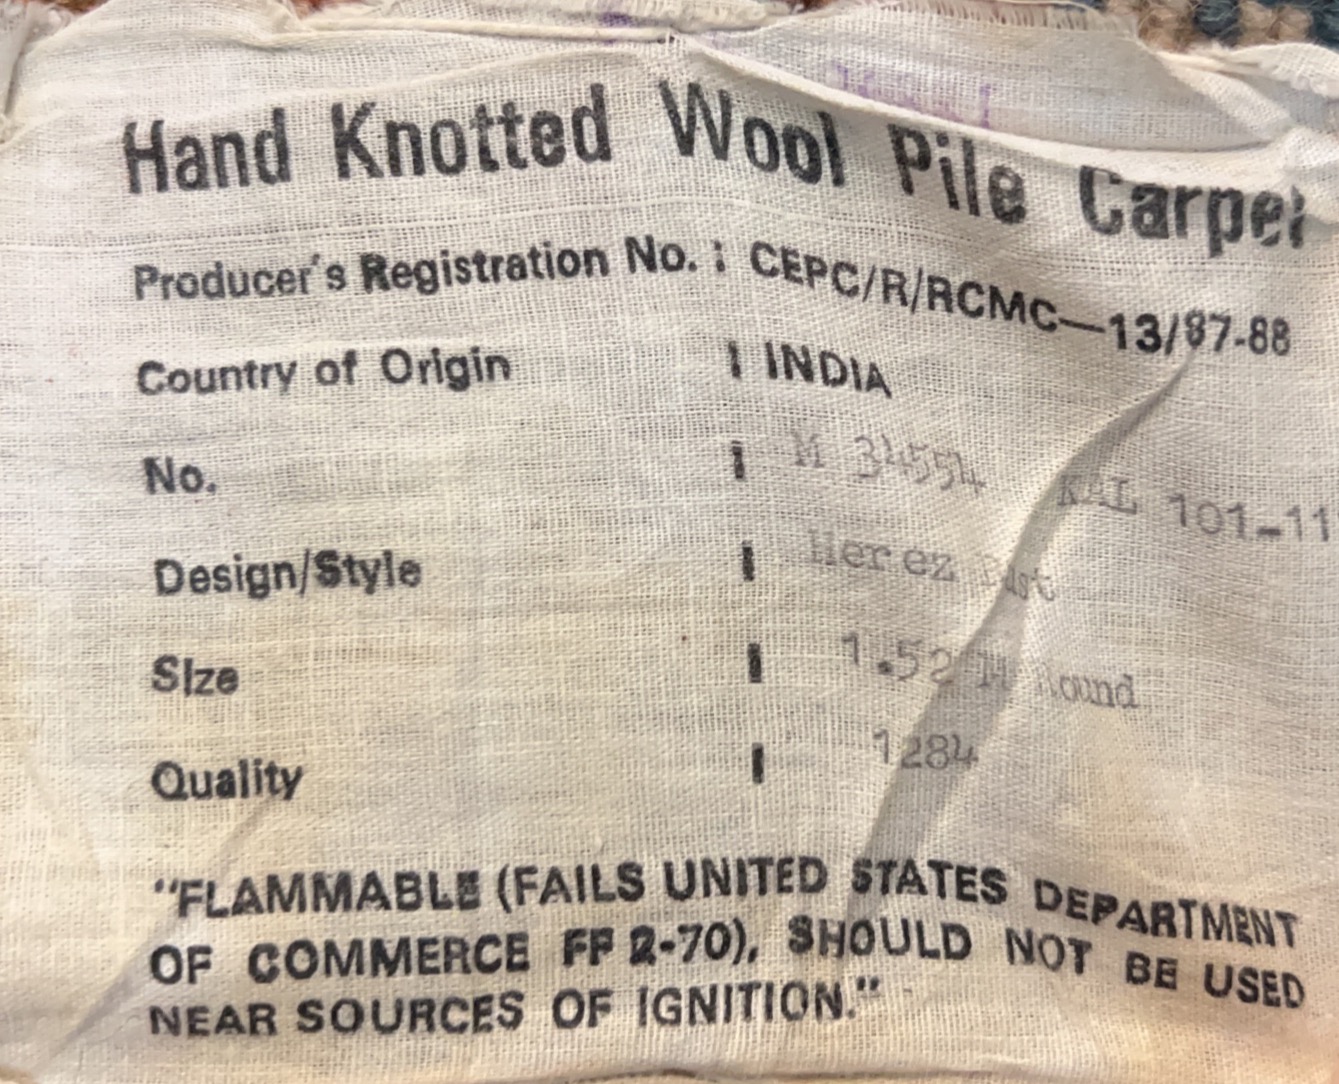 Hand Knotted Wool Pile Carpet
Producer's Registration No. : CEPC/R/RCMC—13/87-88
Country of Origin : INDIA
No. : M 34554 KAL 101-11
Design/Style : Herez
Size : 1.52 M Round
Quality : 1284
"FLAMMABLE (FAILS UNITED STATES DEPARTMENT
OF COMMERCE FF 2-70), SHOULD NOT BE USED
NEAR SOURCES OF IGNITION."